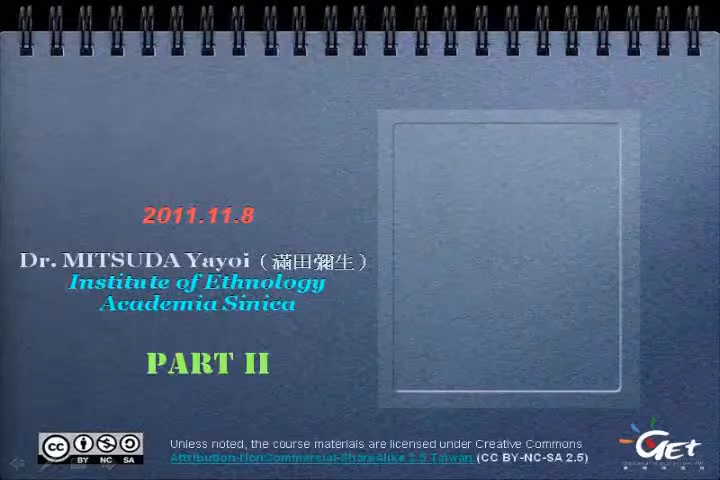 2011.11.8
Dr. MITSUDA Yayoi（滿田彌生）
Institute of Ethnology
Academia Sinica
PART II
Unless noted, the course materials are licensed under Creative Commons
Attribution-NonCommercial-ShareAlike 2.5 Taiwan (CC BY-NC-SA 2.5)
cc
BY NC SA
GET